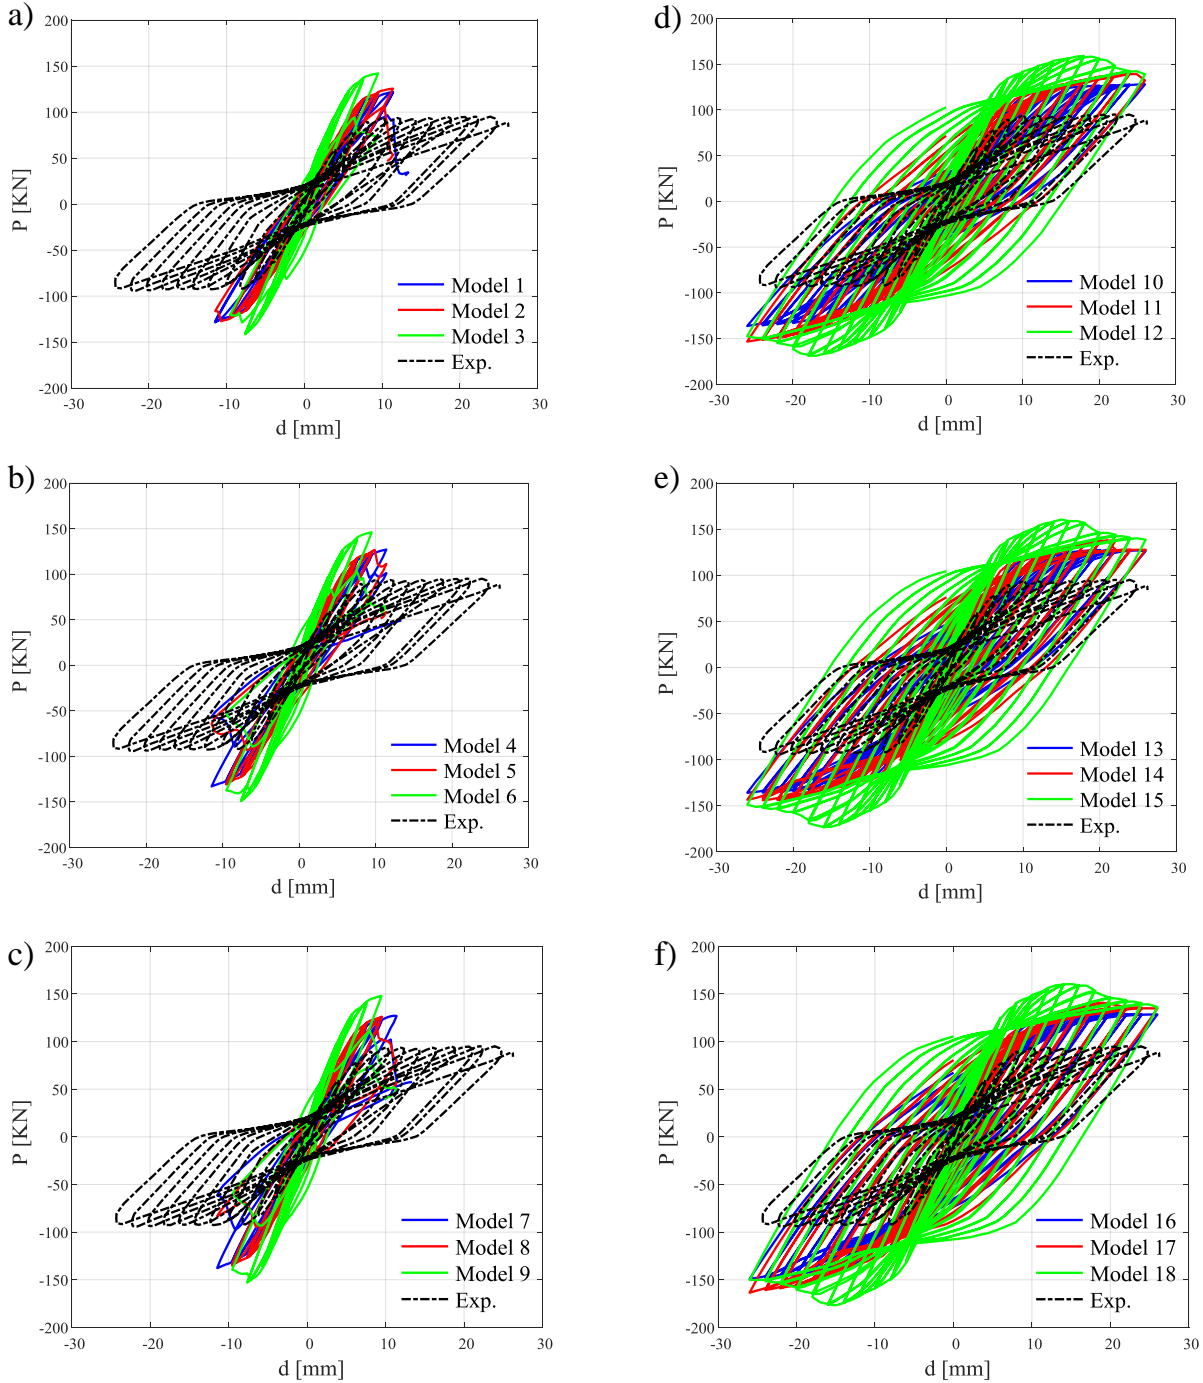 a)
200
150
100
50
0
-50
-100
-150
-200
P [KN]
-30 -20 -10 0 10 20 30
d [mm]
Model 1
Model 2
Model 3
Exp.
d)
200
150
100
50
0
-50
-100
-150
-200
P [KN]
-30 -20 -10 0 10 20 30
d [mm]
Model 10
Model 11
Model 12
Exp.
b)
200
150
100
50
0
-50
-100
-150
-200
P [KN]
-30 -20 -10 0 10 20 30
d [mm]
Model 4
Model 5
Model 6
Exp.
e)
200
150
100
50
0
-50
-100
-150
-200
P [KN]
-30 -20 -10 0 10 20 30
d [mm]
Model 13
Model 14
Model 15
Exp.
c)
200
150
100
50
0
-50
-100
-150
-200
P [KN]
-30 -20 -10 0 10 20 30
d [mm]
Model 7
Model 8
Model 9
Exp.
f)
200
150
100
50
0
-50
-100
-150
-200
P [KN]
-30 -20 -10 0 10 20 30
d [mm]
Model 16
Model 17
Model 18
Exp.